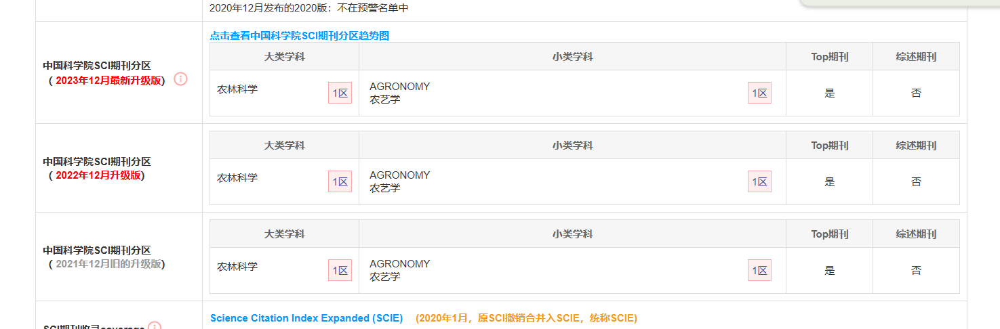 2020年12月发布的2020版：不在预警名单中
点击查看中国科学院SCI期刊分区趋势图
中国科学院SCI期刊分区
（ 2023年12月最新升级版)
大类学科 小类学科 Top期刊 综述期刊
农林科学 1区 AGRONOMY
农艺学 1区 是 否
中国科学院SCI期刊分区
（ 2022年12月升级版)
大类学科 小类学科 Top期刊 综述期刊
农林科学 1区 AGRONOMY
农艺学 1区 是 否
中国科学院SCI期刊分区
（ 2021年12月旧的升级版)
大类学科 小类学科 Top期刊 综述期刊
农林科学 1区 AGRONOMY
农艺学 1区 是 否
Science Citation Index Expanded (SCIE) (2020年1月，原SCI撤销合并入SCIE，统称SCIE)
SCI期刊收录coverage